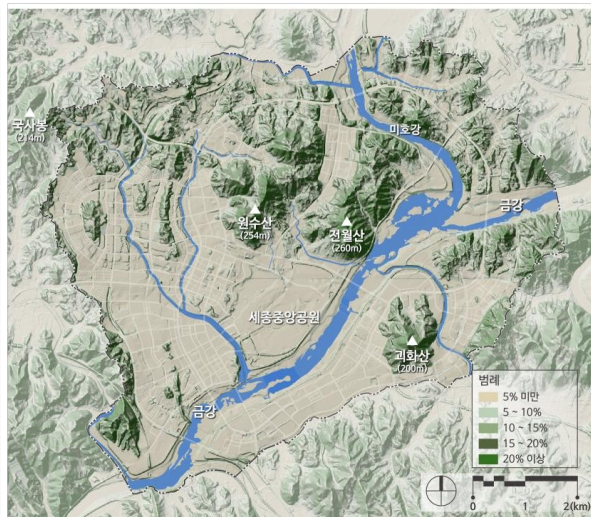 국사봉
(214m)
미호강
금강
원수산
(254m)
전월산
(260m)
세종중앙공원
괴화산
(200m)
금강
범례
5% 미만
5 ~ 10%
10 ~ 15%
15 ~ 20%
20% 이상
0 1 2(km)